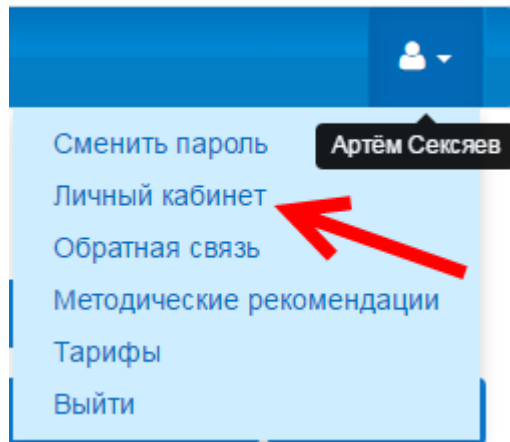 Сменить пароль
Артём Сексяев
Личный кабинет
Обратная связь
Методические рекомендации
Тарифы
Выйти